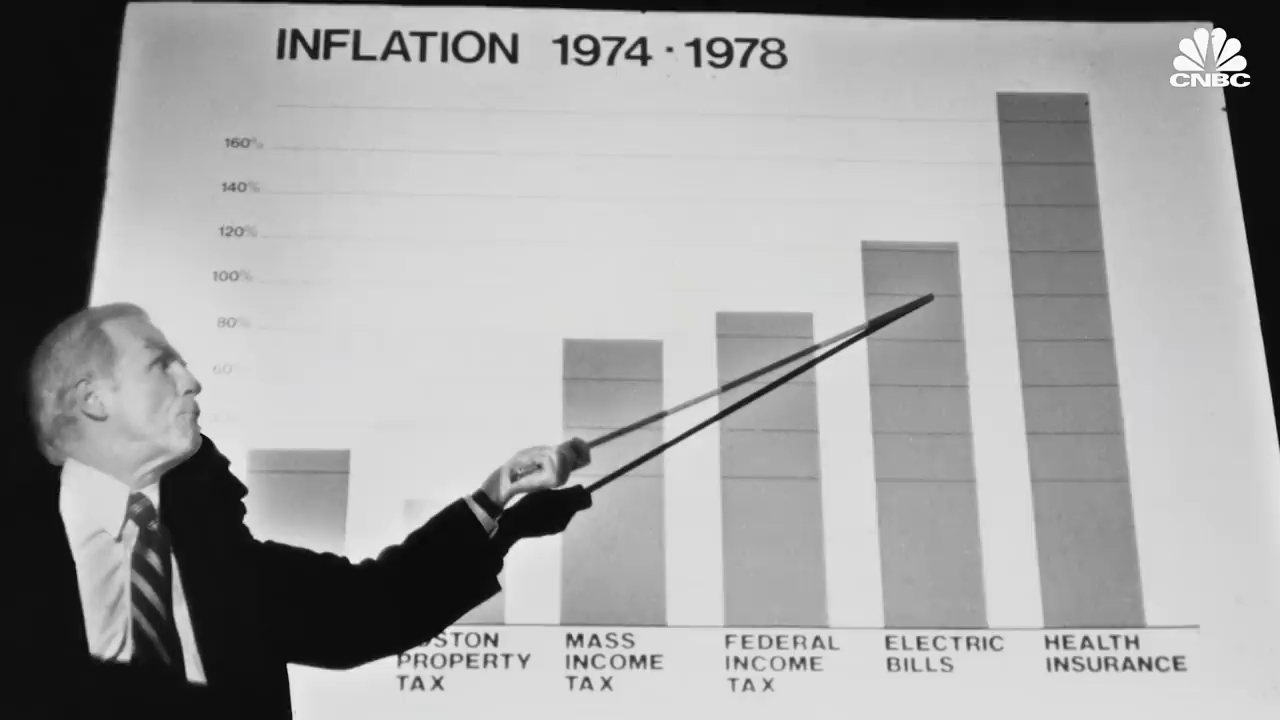 INFLATION 1974 · 1978
CNBC
160%
140%
120%
100%
80%
60
PROPERTY
TAX
MASS
INCOME
TAX
FEDERAL
INCOME
TAX
ELECTRIC
BILLS
HEALTH
INSURANCE